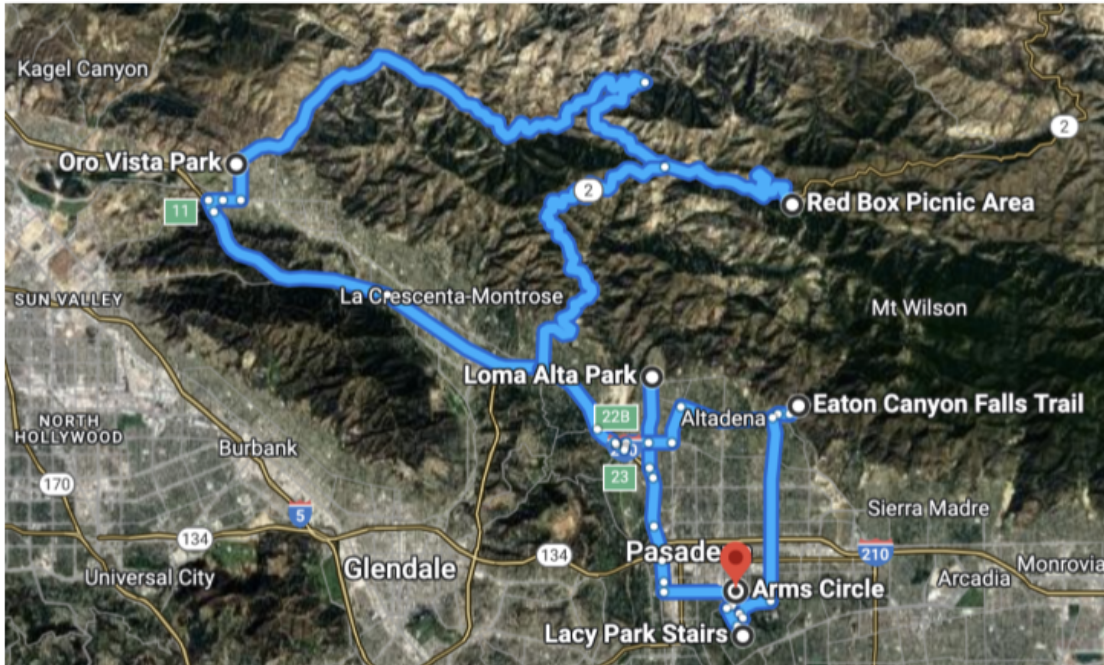 Kagel Canyon
2
Oro Vista Park
2
Red Box Picnic Area
11
SUN VALLEY
La Crescenta-Montrose
Mt Wilson
Loma Alta Park
22B
Altadena
Eaton Canyon Falls Trail
NORTH
HOLLYWOOD
Burbank
23
170
5
Sierra Madre
134
134
Pasadena
210
Monrovia
Universal City
Glendale
Arms Circle
Arcadia
Lacy Park Stairs